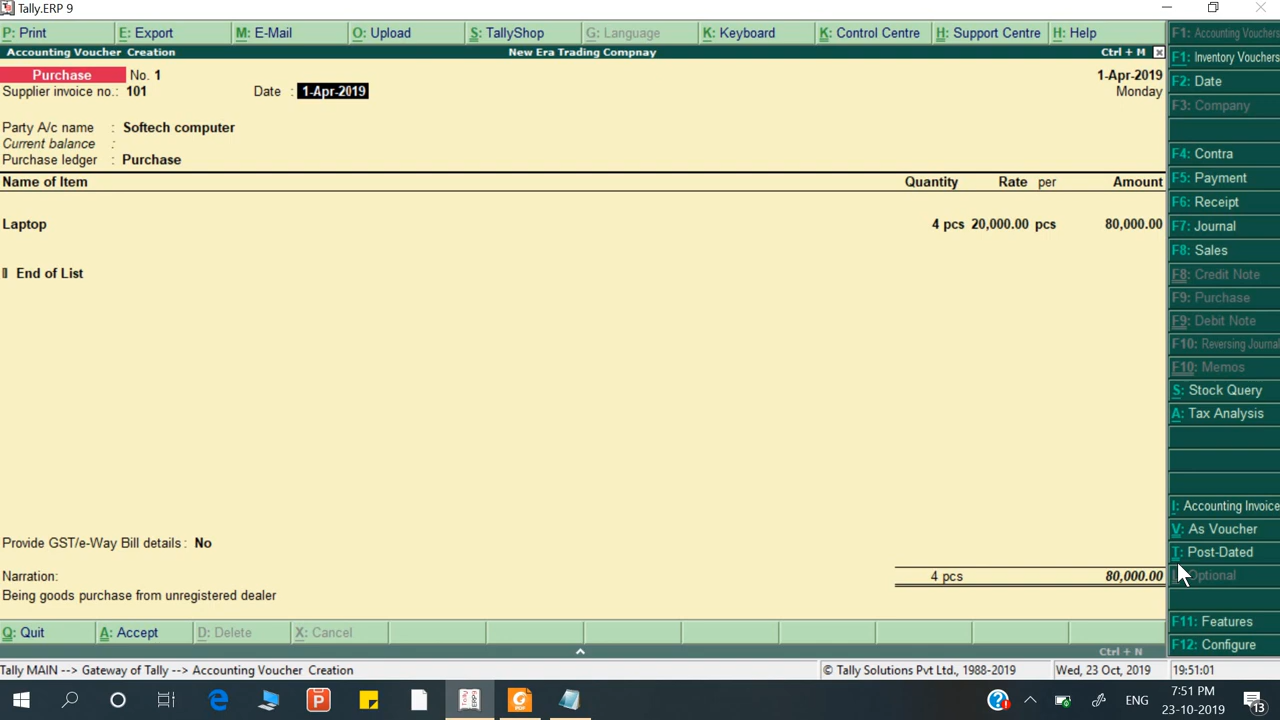 Tally.ERP 9
P: Print E: Export M: E-Mail O: Upload S: TallyShop G: Language K: Keyboard K: Control Centre H: Support Centre H: Help
Accounting Voucher Creation New Era Trading Compnay Ctrl + M
Purchase No. 1 1-Apr-2019
Supplier invoice no.: 101 Date : 1-Apr-2019 Monday
Party A/c name : Softech computer
Current balance :
Purchase ledger : Purchase
Name of Item Quantity Rate per Amount
Laptop 4 pcs 20,000.00 pcs 80,000.00
End of List
Provide GST/e-Way Bill details : No
Narration: 4 pcs 80,000.00
Being goods purchase from unregistered dealer
Q: Quit A: Accept D: Delete X: Cancel
Ctrl + N
Tally MAIN --> Gateway of Tally --> Accounting Voucher Creation © Tally Solutions Pvt Ltd., 1988-2019 Wed, 23 Oct, 2019 19:51:01
F1: Accounting Vouchers
F1: Inventory Vouchers
F2: Date
F3: Company
F4: Contra
F5: Payment
F6: Receipt
F7: Journal
F8: Sales
F8: Credit Note
F9: Purchase
F9: Debit Note
F10: Reversing Journal
F10: Memos
S: Stock Query
A: Tax Analysis
I: Accounting Invoice
V: As Voucher
T: Post-Dated
Optional
F11: Features
F12: Configure
ENG 7:51 PM
23-10-2019 13